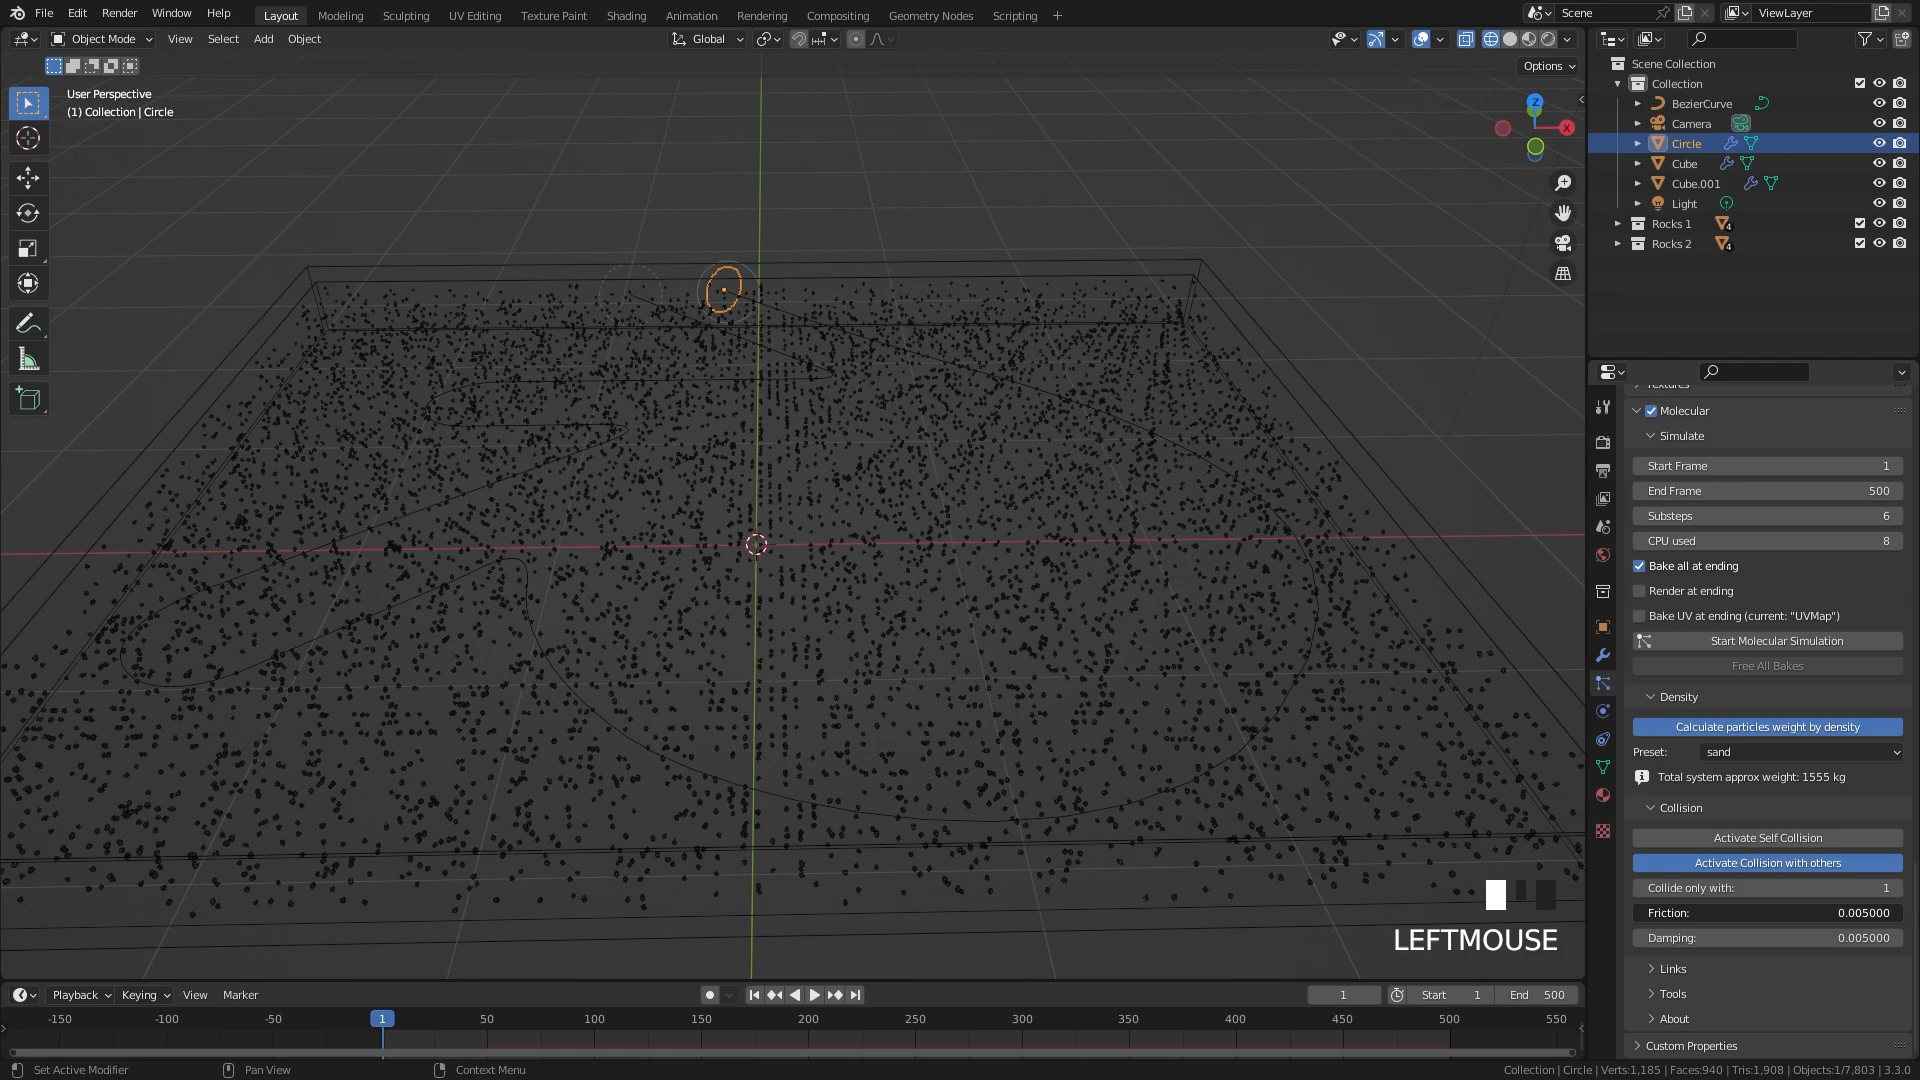 File Edit Render Window Help
Layout Modeling Sculpting UV Editing Texture Paint Shading Animation Rendering Compositing Geometry Nodes Scripting +
Scene
ViewLayer
Object Mode View Select Add Object
Global
Options
User Perspective
(1) Collection | Circle
Z
X
LEFTMOUSE
Scene Collection
Collection
BezierCurve
Camera
Circle
Cube
Cube.001
Light
Rocks 1 4
Rocks 2 4
Textures
Molecular
Simulate
Start Frame 1
End Frame 500
Substeps 6
CPU used 8
Bake all at ending
Render at ending
Bake UV at ending (current: "UVMap")
Start Molecular Simulation
Free All Bakes
Density
Calculate particles weight by density
Preset: sand
Total system approx weight: 1555 kg
Collision
Activate Self Collision
Activate Collision with others
Collide only with: 1
Friction: 0.005000
Damping: 0.005000
Links
Tools
About
Custom Properties
Playback Keying View Marker
1 Start 1 End 500
-150 -100 -50 1 50 100 150 200 250 300 350 400 450 500 550
Set Active Modifier Pan View Context Menu
Collection | Circle | Verts:1,185 | Faces:940 | Tris:1,908 | Objects:1/7,803 | 3.3.0